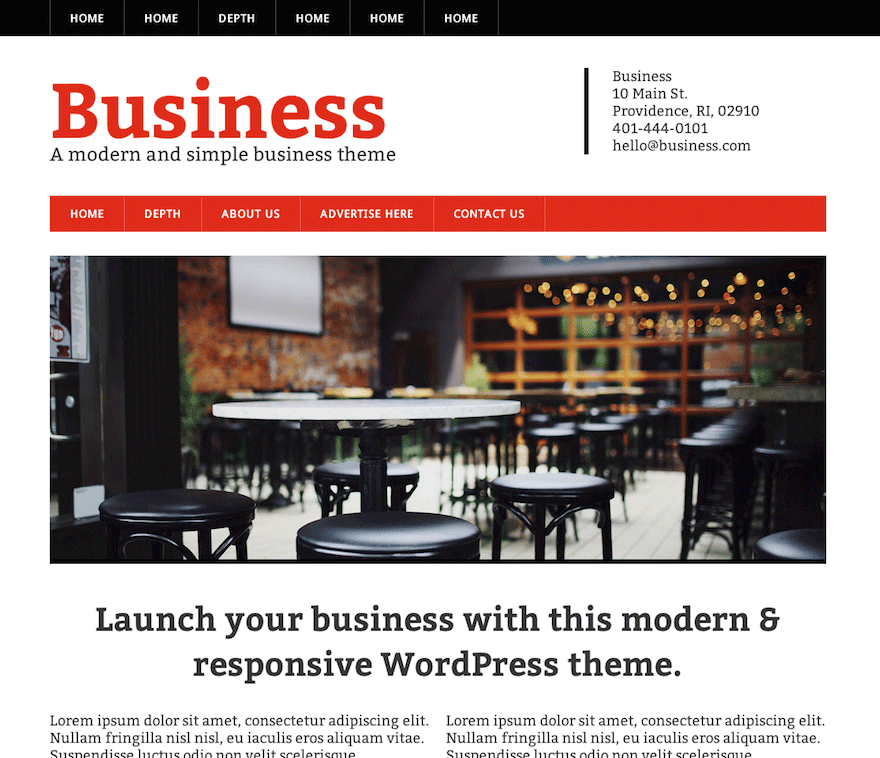 HOME HOME DEPTH HOME HOME HOME
Business
A modern and simple business theme
Business
10 Main St.
Providence, RI, 02910
401-444-0101
hello@business.com
HOME DEPTH ABOUT US ADVERTISE HERE CONTACT US
Launch your business with this modern &
responsive WordPress theme.
Lorem ipsum dolor sit amet, consectetur adipiscing elit.
Nullam fringilla nisl nisl, eu iaculis eros aliquam vitae.
Suspendisse luctus odio non velit scelerisque
Lorem ipsum dolor sit amet, consectetur adipiscing elit.
Nullam fringilla nisl nisl, eu iaculis eros aliquam vitae.
Suspendisse luctus odio non velit scelerisque